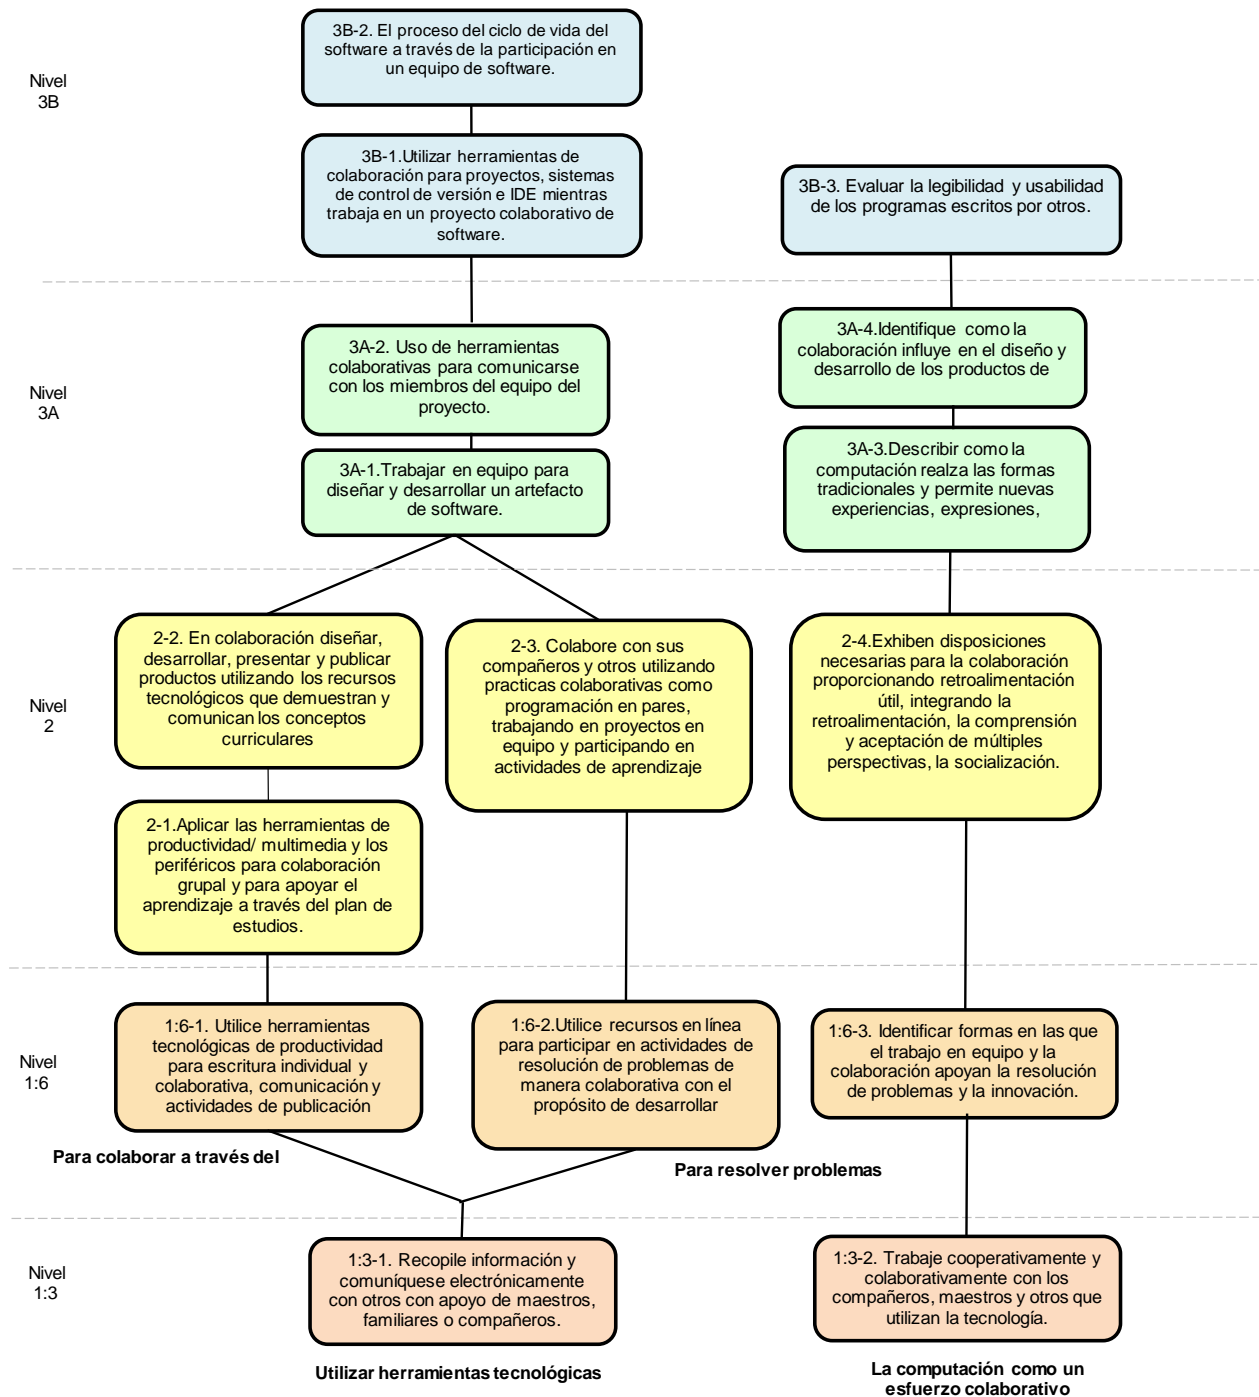 3B-2. El proceso del ciclo de vida del
software a través de la participación en
un equipo de software.
Nivel
3B
3B-1.Utilizar herramientas de
colaboración para proyectos, sistemas
de control de versión e IDE mientras
trabaja en un proyecto colaborativo de
software.
3B-3. Evaluar la legibilidad y usabilidad
de los programas escritos por otros.
Nivel
3A
3A-2. Uso de herramientas
colaborativas para comunicarse
con los miembros del equipo del
proyecto.
3A-4.Identifique como la
colaboración influye en el diseño y
desarrollo de los productos de
3A-1.Trabajar en equipo para
diseñar y desarrollar un artefacto
de software.
3A-3.Describir como la
computación realza las formas
tradicionales y permite nuevas
experiencias, expresiones,
Nivel
2
2-2. En colaboración diseñar,
desarrollar, presentar y publicar
productos utilizando los recursos
tecnológicos que demuestran y
comunican los conceptos
curriculares
2-3. Colabore con sus
compañeros y otros utilizando
practicas colaborativas como
programación en pares,
trabajando en proyectos en
equipo y participando en
actividades de aprendizaje
2-4.Exhiben disposiciones
necesarias para la colaboración
proporcionando retroalimentación
útil, integrando la
retroalimentación, la comprensión
y aceptación de múltiples
perspectivas, la socialización.
2-1.Aplicar las herramientas de
productividad/ multimedia y los
periféricos para colaboración
grupal y para apoyar el
aprendizaje a través del plan de
estudios.
Nivel
1:6
1:6-1. Utilice herramientas
tecnológicas de productividad
para escritura individual y
colaborativa, comunicación y
actividades de publicación
1:6-2.Utilice recursos en línea
para participar en actividades de
resolución de problemas de
manera colaborativa con el
propósito de desarrollar
1:6-3. Identificar formas en las que
el trabajo en equipo y la
colaboración apoyan la resolución
de problemas y la innovación.
Para colaborar a través del
Para resolver problemas
Nivel
1:3
1:3-1. Recopile información y
comuníquese electrónicamente
con otros con apoyo de maestros,
familiares o compañeros.
1:3-2. Trabaje cooperativamente y
colaborativamente con los
compañeros, maestros y otros que
utilizan la tecnología.
Utilizar herramientas tecnológicas
La computación como un
esfuerzo colaborativo